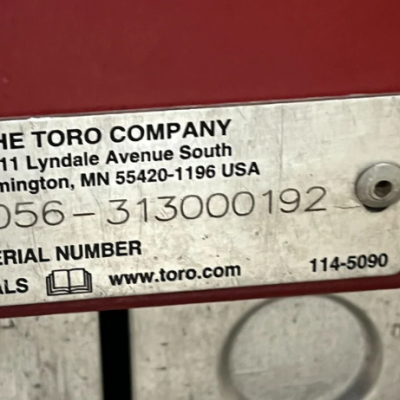 HE TORO COMPANY
11 Lyndale Avenue South
mington, MN 55420-1196 USA
056-313000192
ERIAL NUMBER
ALS www.toro.com 114-5090